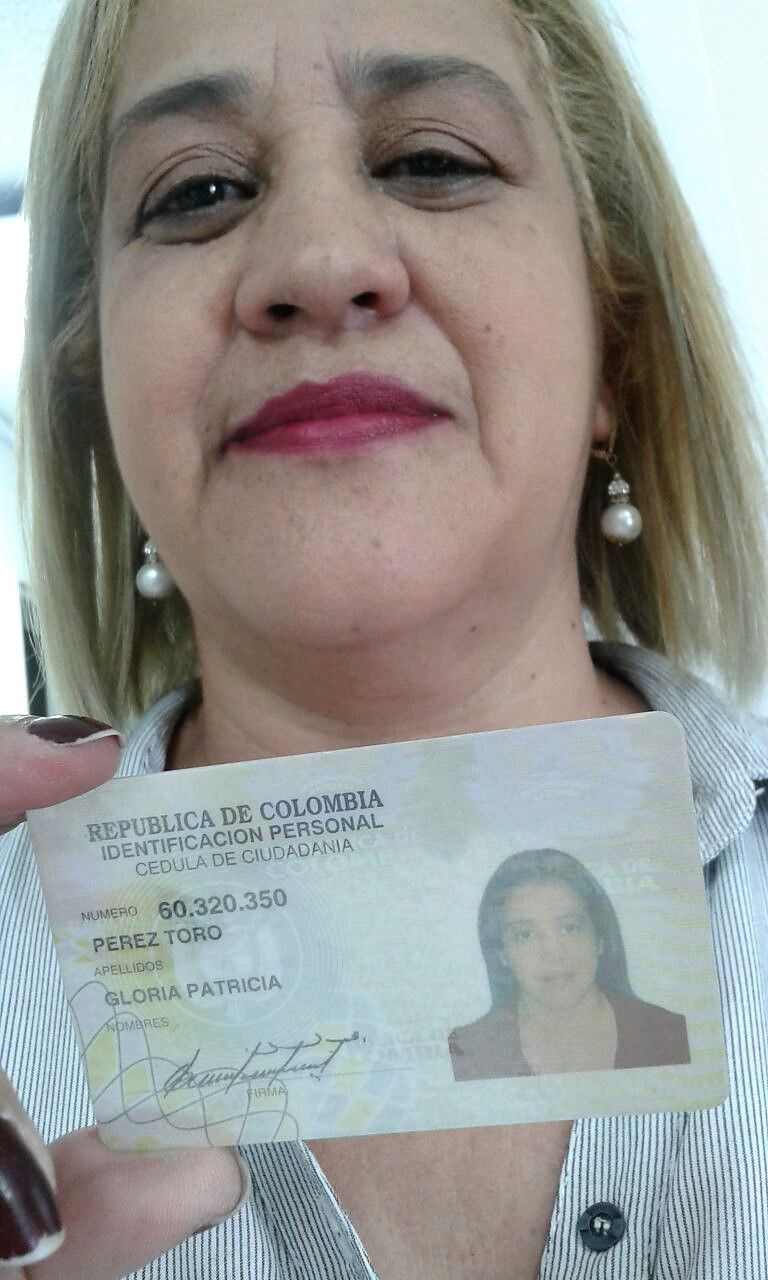 REPUBLICA DE COLOMBIA
IDENTIFICACION PERSONAL
CEDULA DE CIUDADANIA
NUMERO 60.320.350
PEREZ TORO
APELLIDOS
GLORIA PATRICIA
NOMBRES
FIRMA